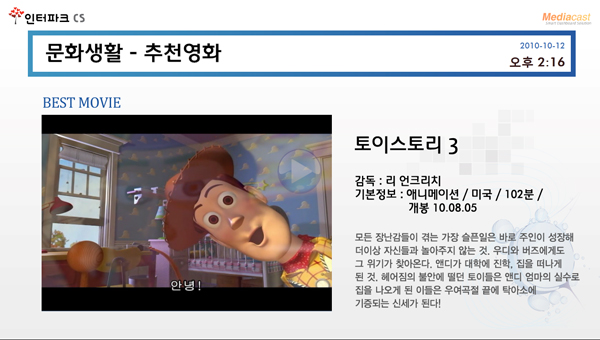 인터파크 CS
Mediacast
문화생활 - 추천영화
2010-10-12
오후 2:16
BEST MOVIE
안녕!
토이스토리 3
감독 : 리 언크리치
기본정보 : 애니메이션 / 미국 / 102분 /
개봉 10.08.05
모든 장난감들이 겪는 가장 슬픈일은 바로 주인이 성장해
더이상 자신들과 놀아주지 않는 것. 우디와 버즈에게도
그 위기가 찾아온다. 앤디가 대학에 진학, 집을 떠나게
된 것. 헤어짐의 불안에 떨던 토이들은 앤디 엄마의 실수로
집을 나오게 된 이들은 우여곡절 끝에 탁아소에
기증되는 신세가 된다!